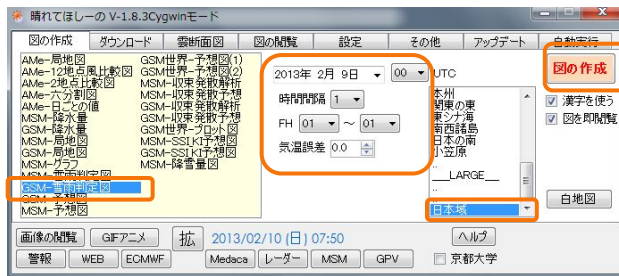 晴れてほしーの V-1.8.3Cygwinモード
図の作成 ダウンロード 雲断面図 図の閲覧 設定 その他 アップデート 自動実行
AMe-局地図
AMe-12地点風比較図
AMe-2地点比較図
AMe-六分割図
AMe-日ごとの値
MSM-降水量
GSM-降水量
GSM-局地図
MSM-局地図
MSM-グラフ
MSM-雪雨判定図
GSM-雪雨判定図
GSM-予想図
MSM-予想図
GSM世界-予想図(1)
GSM世界-予想図(2)
MSM-収束発散解析
MSM-収束発散予想
GSM-収束発散解析
GSM-収束発散予想
GSM世界-プロット図
MSM-SSI KI予想図
GSM-SSI KI予想図
MSM-降雪量図
2013年 2月 9日 00 UTC
時間間隔 1
FH 01 ～ 01
気温誤差 0.0
本州
関東の東
東シナ海
南西諸島
日本の南
小笠原
..
___LARGE__
..
日本域
図の作成
漢字を使う
図を即閲覧
白地図
画像の閲覧 GIFアニメ 拡 2013/02/10 (日) 07:50 ヘルプ
警報 WEB ECMWF Medaca レーダー MSM GPV 京都大学